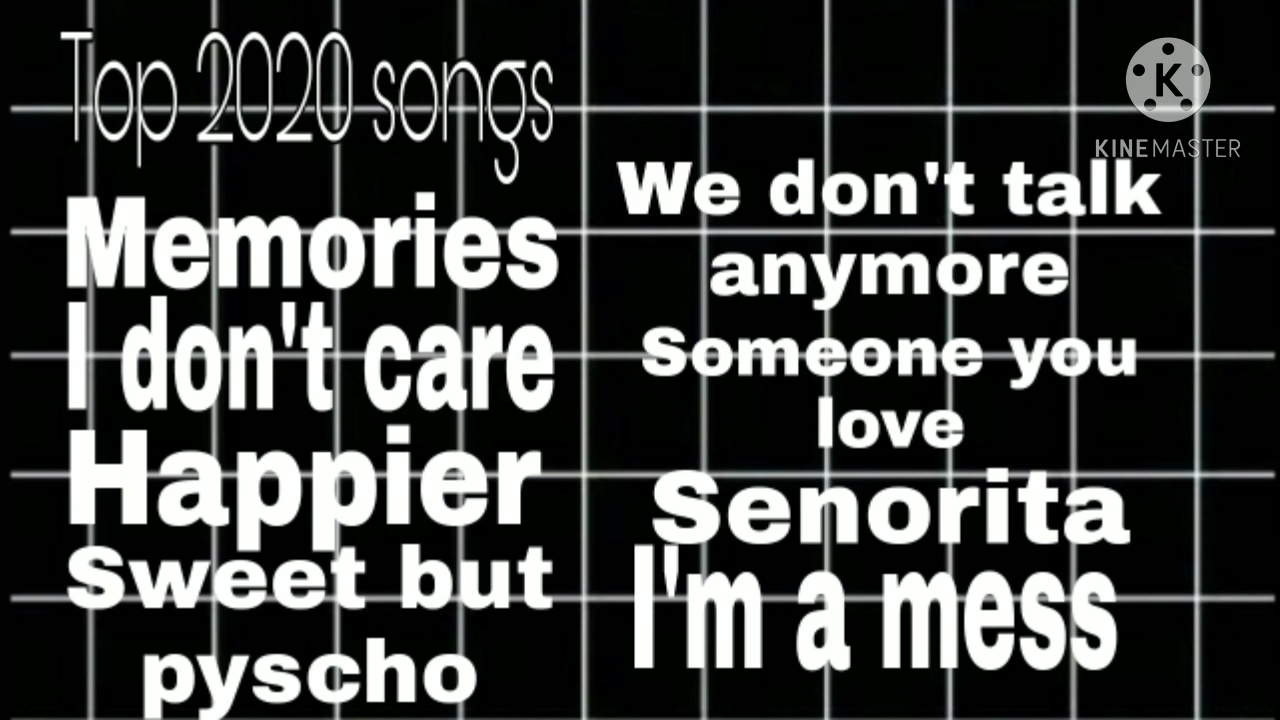 Top 2020 songs
Memories
I don't care
Happier
Sweet but
pyscho
We don't talk
anymore
Someone you
love
Senorita
I'm a mess
K
KINEMASTER